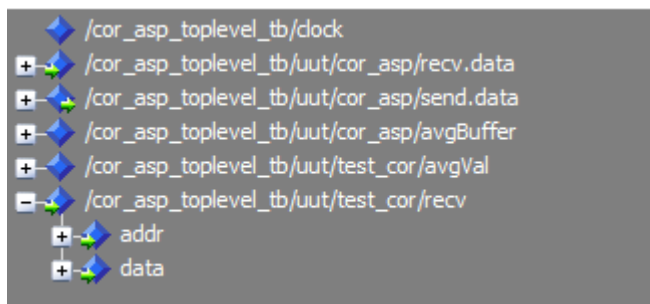 /cor_asp_toplevel_tb/clock
/cor_asp_toplevel_tb/uut/cor_asp/recv.data
/cor_asp_toplevel_tb/uut/cor_asp/send.data
/cor_asp_toplevel_tb/uut/cor_asp/avgBuffer
/cor_asp_toplevel_tb/uut/test_cor/avgVal
/cor_asp_toplevel_tb/uut/test_cor/recv
addr
data